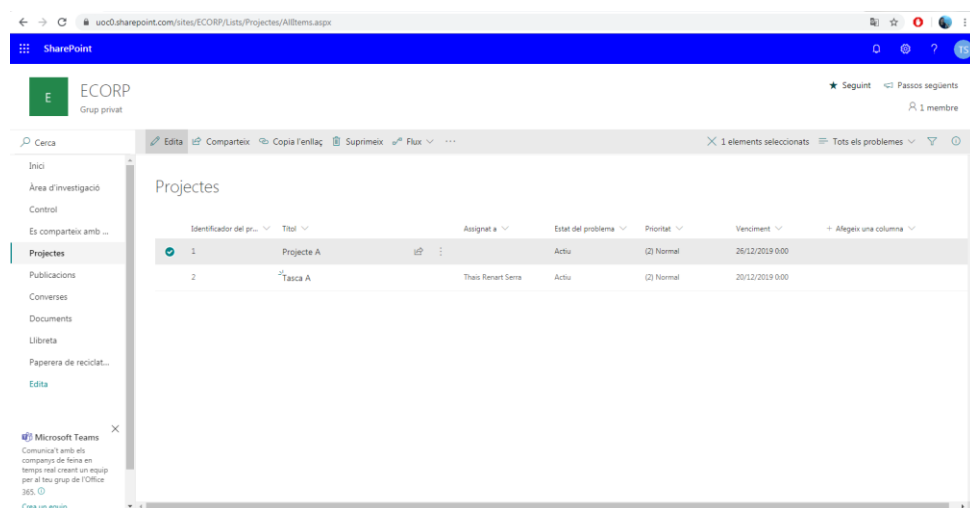 uoc0.sharepoint.com/sites/ECORP/Lists/Projectes/AllItems.aspx
SharePoint
TS
E
ECORP
Grup privat
Seguint Passos següents
1 membre
Cerca
Edita Comparteix Copia l'enllaç Suprimeix Flux ...
1 elements seleccionats Tots els problemes
Inici
Àrea d'investigació
Control
Es comparteix amb ...
Projectes
Publicacions
Converses
Documents
Llibreta
Paperera de reciclat...
Edita
Projectes
Identificador del pr... Títol Assignat a Estat del problema Prioritat Venciment + Afegeix una columna
1 Projecte A Actiu (2) Normal 26/12/2019 0:00
2 Tasca A Thais Renart Serra Actiu (2) Normal 20/12/2019 0:00
Microsoft Teams
Comunica't amb els
companys de feina en
temps real creant un equip
per al teu grup de l'Office
365.
Crea un equip